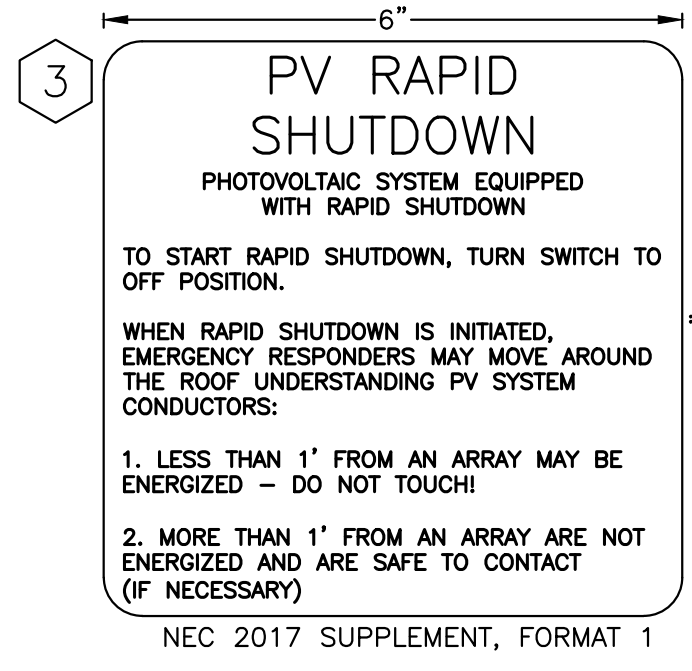 6"
3
PV RAPID
SHUTDOWN
PHOTOVOLTAIC SYSTEM EQUIPPED
WITH RAPID SHUTDOWN
TO START RAPID SHUTDOWN, TURN SWITCH TO
OFF POSITION.
WHEN RAPID SHUTDOWN IS INITIATED,
EMERGENCY RESPONDERS MAY MOVE AROUND
THE ROOF UNDERSTANDING PV SYSTEM
CONDUCTORS:
1. LESS THAN 1' FROM AN ARRAY MAY BE
ENERGIZED – DO NOT TOUCH!
2. MORE THAN 1' FROM AN ARRAY ARE NOT
ENERGIZED AND ARE SAFE TO CONTACT
(IF NECESSARY)
NEC 2017 SUPPLEMENT, FORMAT 1